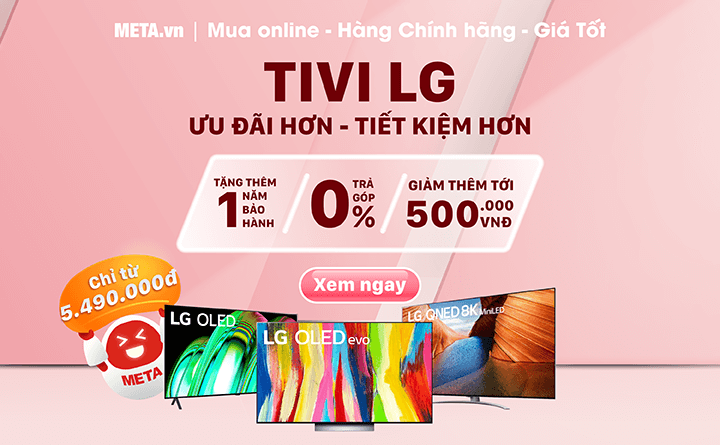 META.vn | Mua online - Hàng Chính hãng - Giá Tốt
TIVI LG
ƯU ĐÃI HƠN - TIẾT KIỆM HƠN
TẶNG THÊM
1 NĂM
BẢO
HÀNH
0%
TRẢ
GÓP
GIẢM THÊM TỚI
500.000
VNĐ
Xem ngay
Chỉ từ
5.490.000đ
META
LG OLED
LG OLED evo
LG QNED 8K MiniLED